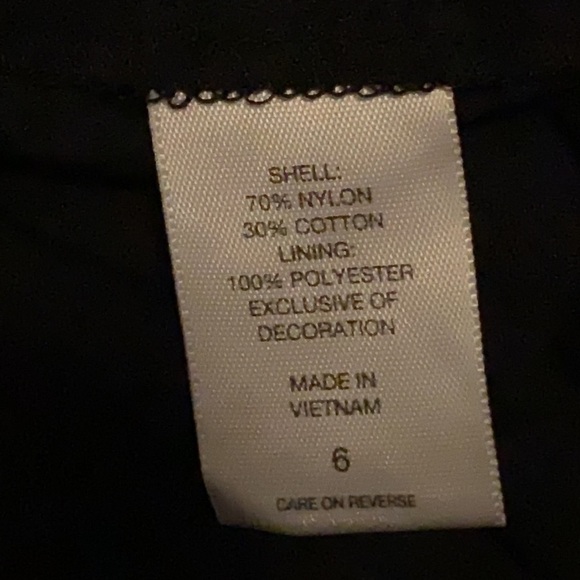 SHELL:
70% NYLON
30% COTTON
LINING:
100% POLYESTER
EXCLUSIVE OF
DECORATION
MADE IN
VIETNAM
6
CARE ON REVERSE